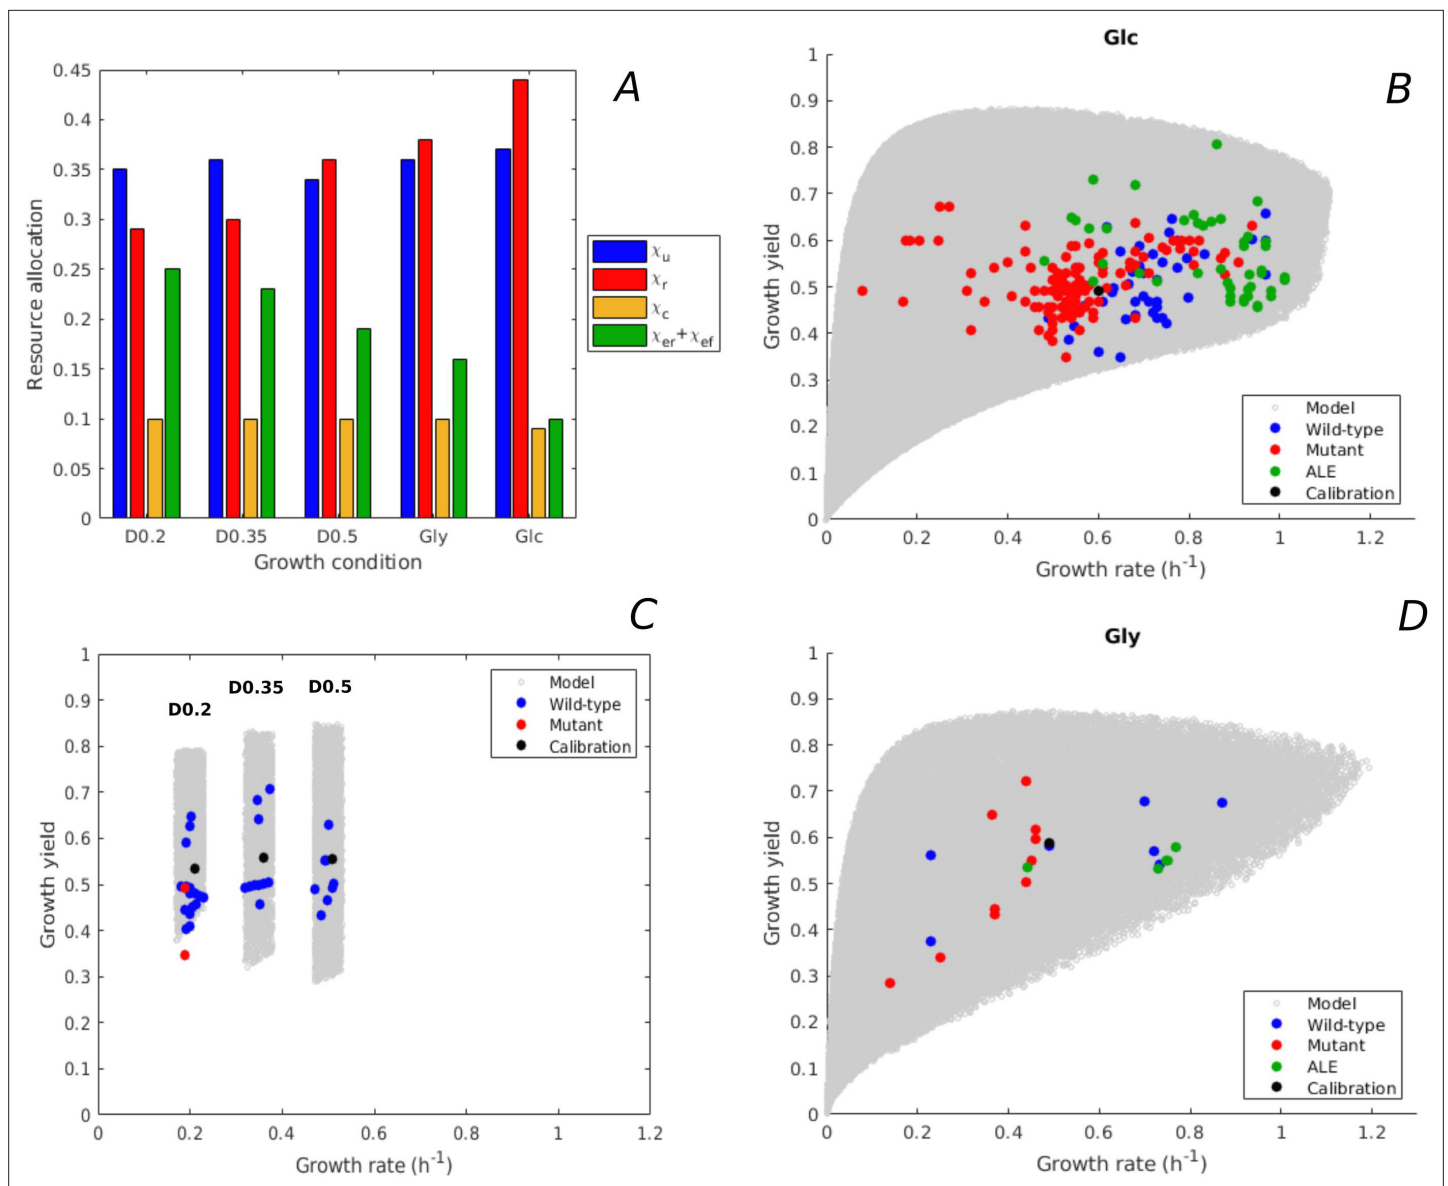 A
0.45
0.4
0.35
0.3
0.25
0.2
0.15
0.1
0.05
0
Resource allocation
D0.2 D0.35 D0.5 Gly Glc
Growth condition
χu
χr
χc
χer+χef
Glc
B
1
0.9
0.8
0.7
0.6
0.5
0.4
0.3
0.2
0.1
0
Growth yield
Model
Wild-type
Mutant
ALE
Calibration
0 0.2 0.4 0.6 0.8 1 1.2
Growth rate (h-1)
C
1
0.9
0.8
0.7
0.6
0.5
0.4
0.3
0.2
0.1
0
Growth yield
D0.2
D0.35
D0.5
Model
Wild-type
Mutant
Calibration
0 0.2 0.4 0.6 0.8 1 1.2
Growth rate (h-1)
Gly
D
1
0.9
0.8
0.7
0.6
0.5
0.4
0.3
0.2
0.1
0
Growth yield
Model
Wild-type
Mutant
ALE
Calibration
0 0.2 0.4 0.6 0.8 1 1.2
Growth rate (h-1)